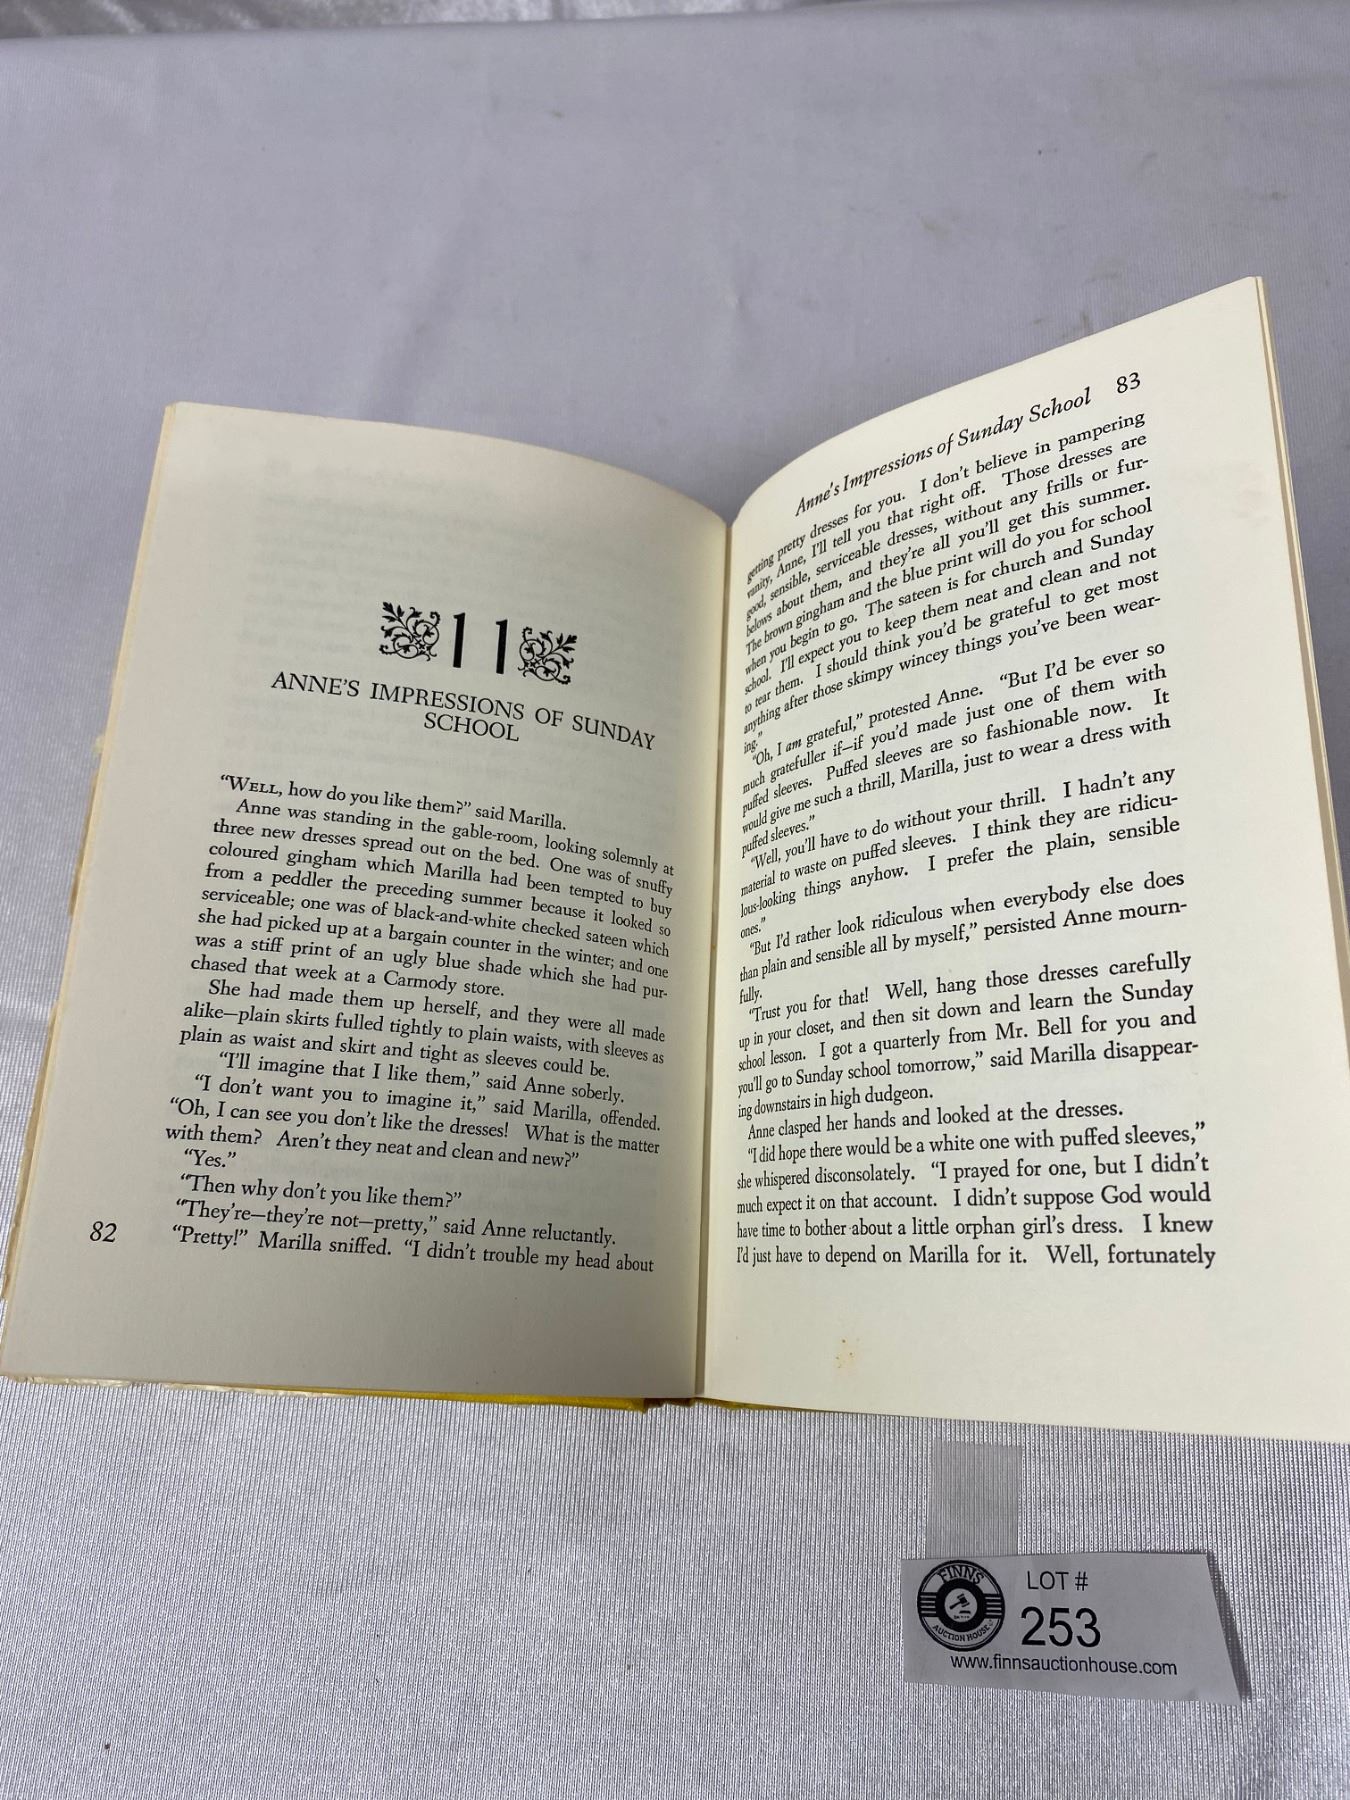 11
ANNE'S IMPRESSIONS OF SUNDAY
SCHOOL
“WELL, how do you like them?” said Marilla.
Anne was standing in the gable-room, looking solemnly at
three new dresses spread out on the bed. One was of snuffy
coloured gingham which Marilla had been tempted to buy
from a peddler the preceding summer because it looked so
serviceable; one was of black-and-white checked sateen which
she had picked up at a bargain counter in the winter; and one
was a stiff print of an ugly blue shade which she had pur-
chased that week at a Carmody store.
She had made them up herself, and they were all made
alike—plain skirts fulled tightly to plain waists, with sleeves as
plain as waist and skirt and tight as sleeves could be.
“I'll imagine that I like them,” said Anne soberly.
“I don't want you to imagine it,” said Marilla, offended.
“Oh, I can see you don't like the dresses! What is the matter
with them? Aren't they neat and clean and new?”
“Yes.”
“Then why don't you like them?”
“They're—they're not—pretty,” said Anne reluctantly.
“Pretty!” Marilla sniffed. “I didn't trouble my head about
82
Anne's Impressions of Sunday School 83
getting pretty dresses for you. I don't believe in pampering
vanity, Anne, I'll tell you that right off. Those dresses are
good, sensible, serviceable dresses, without any frills or fur-
belows about them, and they're all you'll get this summer.
The brown gingham and the blue print will do you for school
when you begin to go. The sateen is for church and Sunday
school. I'll expect you to keep them neat and clean and not
to tear them. I should think you'd be grateful to get most
anything after those skimpy wincey things you've been wear-
ing.”
“Oh, I am grateful,” protested Anne. “But I'd be ever so
much gratefuller if—if you'd made just one of them with
puffed sleeves. Puffed sleeves are so fashionable now. It
would give me such a thrill, Marilla, just to wear a dress with
puffed sleeves.”
“Well, you'll have to do without your thrill. I hadn't any
material to waste on puffed sleeves. I think they are ridicu-
lous-looking things anyhow. I prefer the plain, sensible
ones.”
“But I'd rather look ridiculous when everybody else does
than plain and sensible all by myself,” persisted Anne mourn-
fully.
“Trust you for that! Well, hang those dresses carefully
up in your closet, and then sit down and learn the Sunday
school lesson. I got a quarterly from Mr. Bell for you and
you'll go to Sunday school tomorrow,” said Marilla disappear-
ing downstairs in high dudgeon.
Anne clasped her hands and looked at the dresses.
“I did hope there would be a white one with puffed sleeves,”
she whispered disconsolately. “I prayed for one, but I didn't
much expect it on that account. I didn't suppose God would
have time to bother about a little orphan girl's dress. I knew
I'd just have to depend on Marilla for it. Well, fortunately
FINNS
AUCTION HOUSE
LOT #
253
www.finnsauctionhouse.com